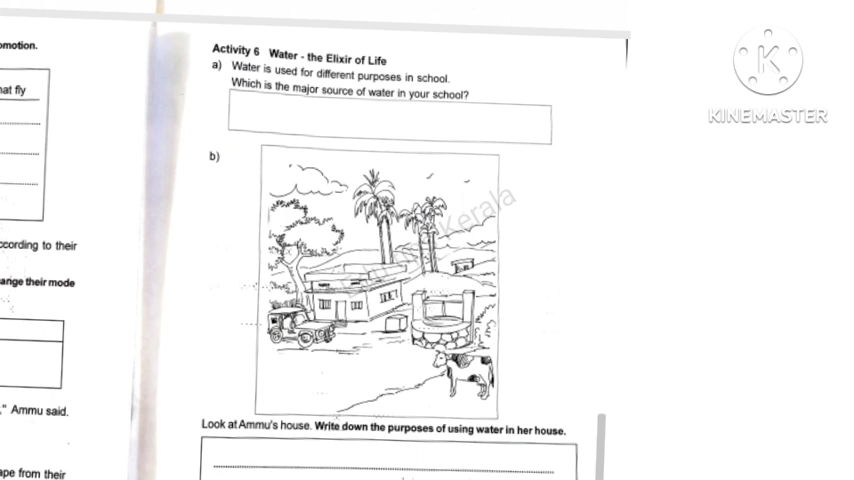 omotion.
at fly
ccording to their
ange their mode
" Ammu said.
ape from their
Activity 6 Water - the Elixir of Life
a) Water is used for different purposes in school.
Which is the major source of water in your school?
b)
Kerala
Look at Ammu's house. Write down the purposes of using water in her house.
K
KINEMASTER